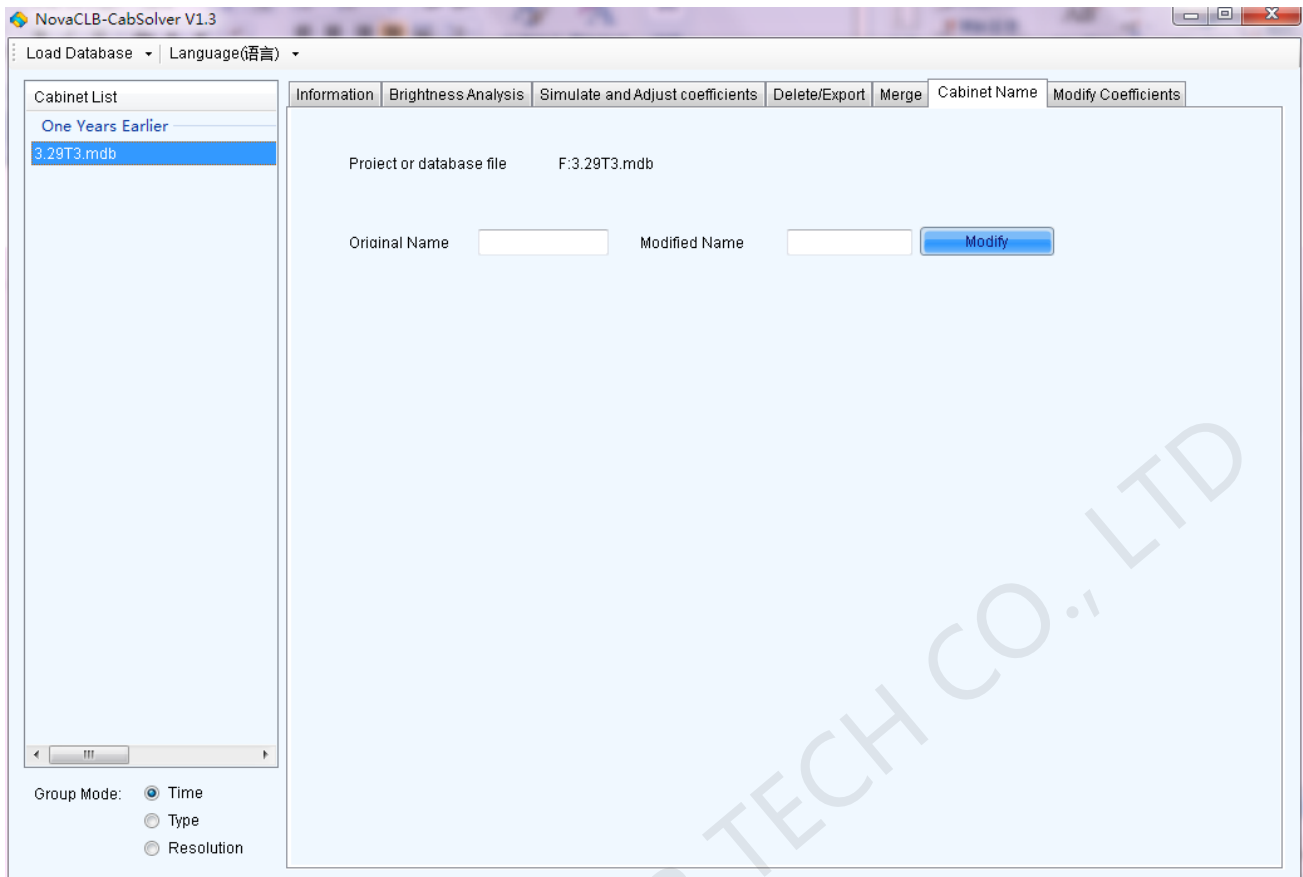 NovaCLB-CabSolver V1.3
Load Database Language(语言)
Cabinet List
One Years Earlier
3.29T3.mdb
Information Brightness Analysis Simulate and Adjust coefficients Delete/Export Merge Cabinet Name Modify Coefficients
Project or database file F:3.29T3.mdb
Original Name Modified Name Modify
Group Mode: Time
Type
Resolution
TECH CO., LTD